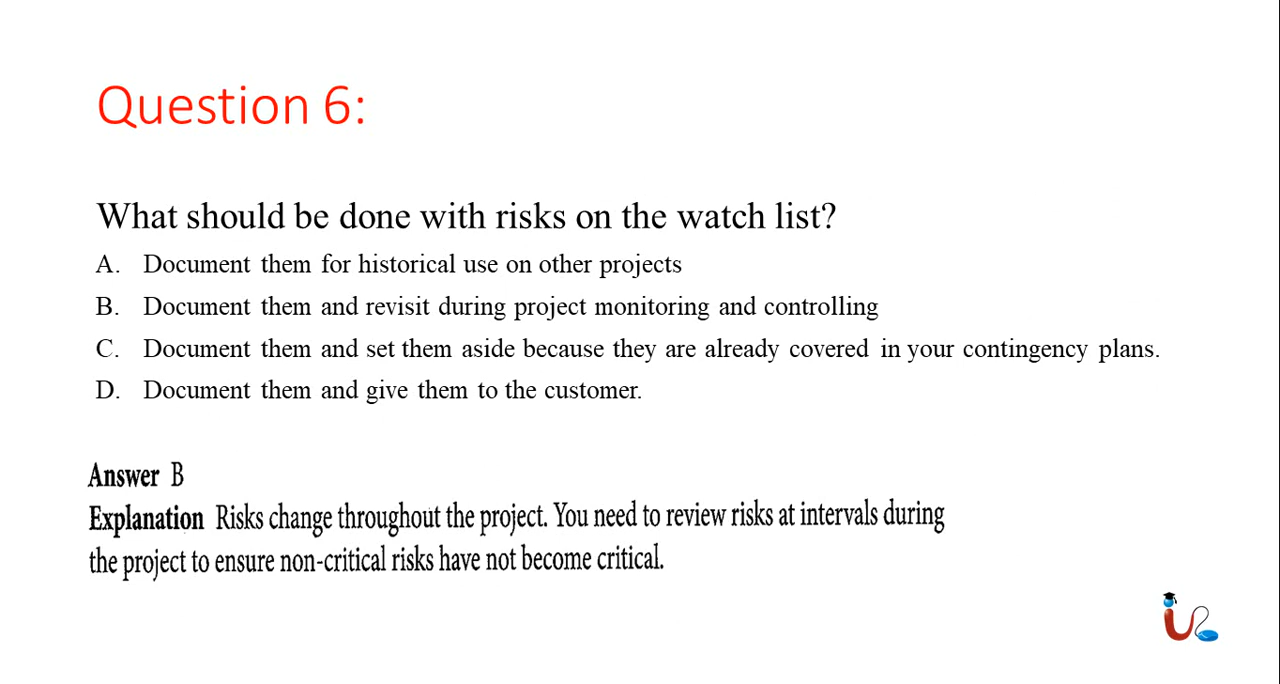 Question 6:
What should be done with risks on the watch list?
A. Document them for historical use on other projects
B. Document them and revisit during project monitoring and controlling
C. Document them and set them aside because they are already covered in your contingency plans.
D. Document them and give them to the customer.
Answer B
Explanation Risks change throughout the project. You need to review risks at intervals during
the project to ensure non-critical risks have not become critical.